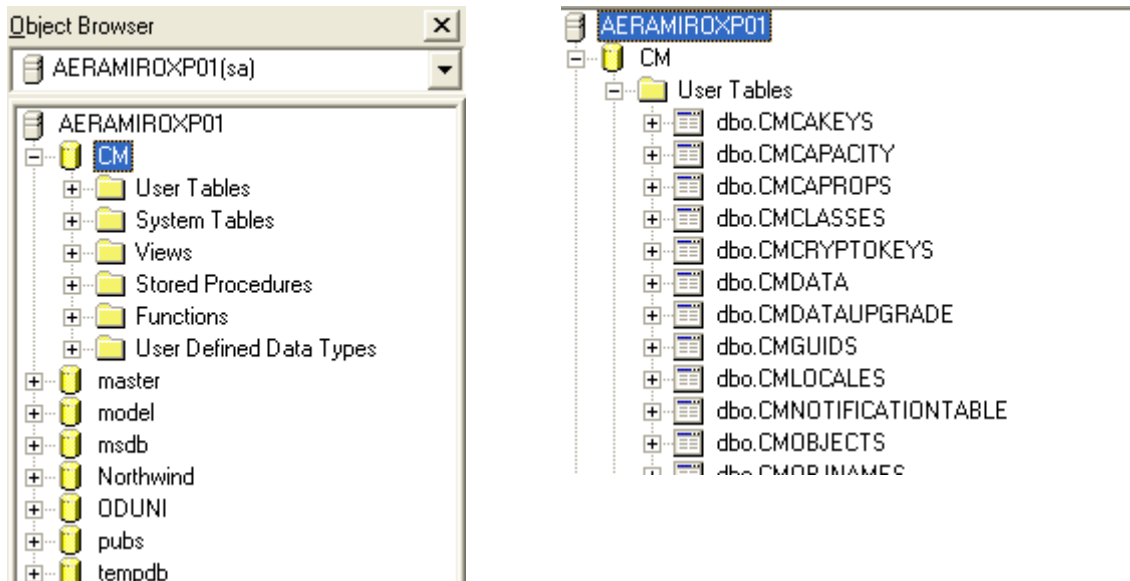 Object Browser
AERAMIROXP01(sa)
AERAMIROXP01
CM
User Tables
System Tables
Views
Stored Procedures
Functions
User Defined Data Types
master
model
msdb
Northwind
ODUNI
pubs
tempdb
AERAMIROXP01
CM
User Tables
dbo.CMCAKEYS
dbo.CMCAPACITY
dbo.CMCAPROPS
dbo.CMCLASSES
dbo.CMCRYPTOKEYS
dbo.CMDATA
dbo.CMDATAUPGRADE
dbo.CMGUIDS
dbo.CMLOCALES
dbo.CMNOTIFICATIONTABLE
dbo.CMOBJECTS
dbo.CMOBJNAMES